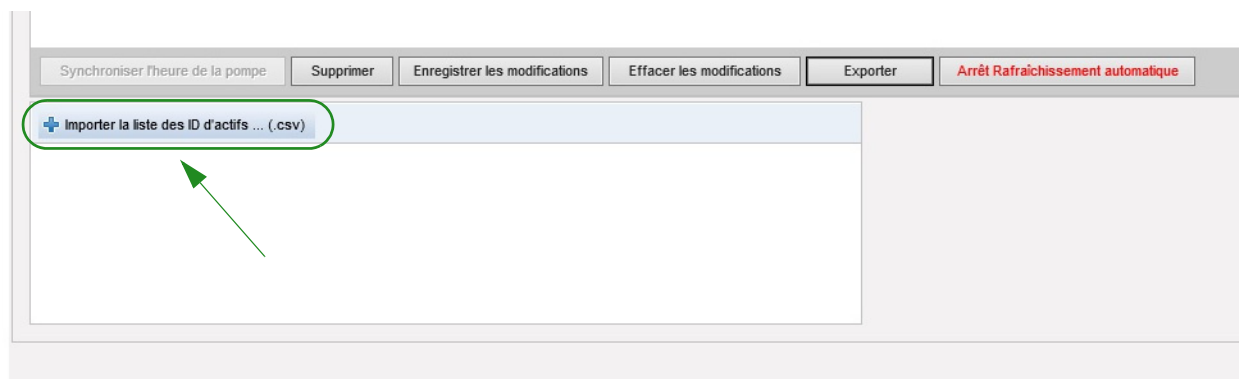 Synchroniser l'heure de la pompe Supprimer Enregistrer les modifications Effacer les modifications Exporter Arrêt Rafraîchissement automatique
Importer la liste des ID d'actifs ... (.csv)